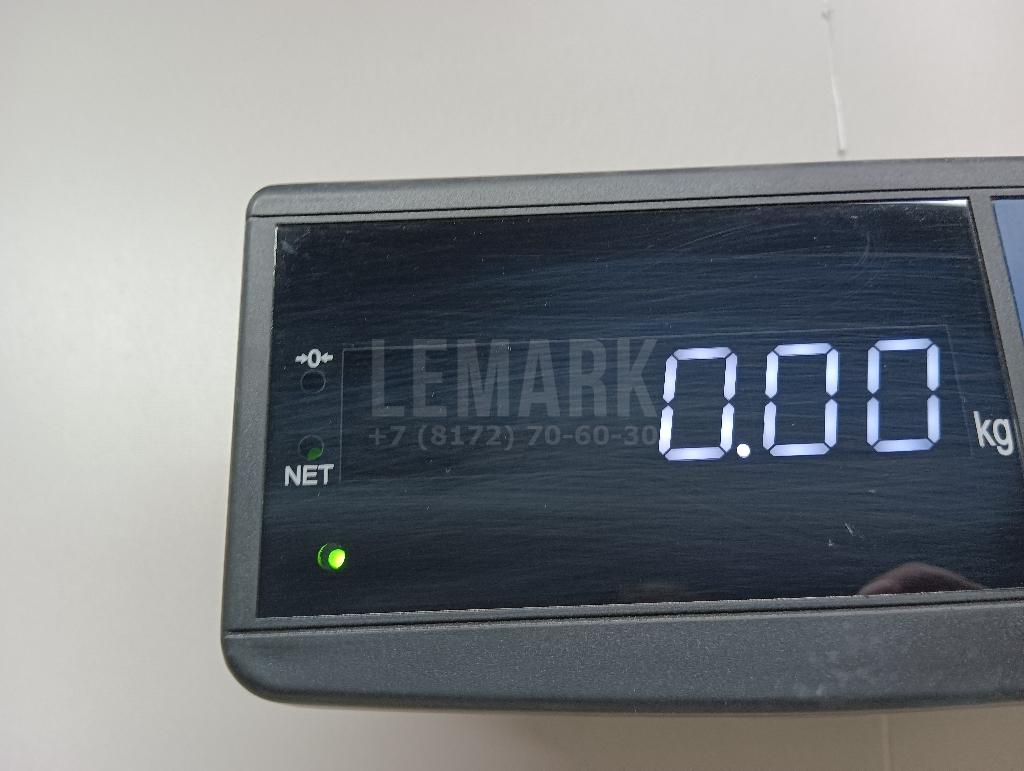 →0←
LEMARK
0.00 kg
+7 (8172) 70-60-30
NET